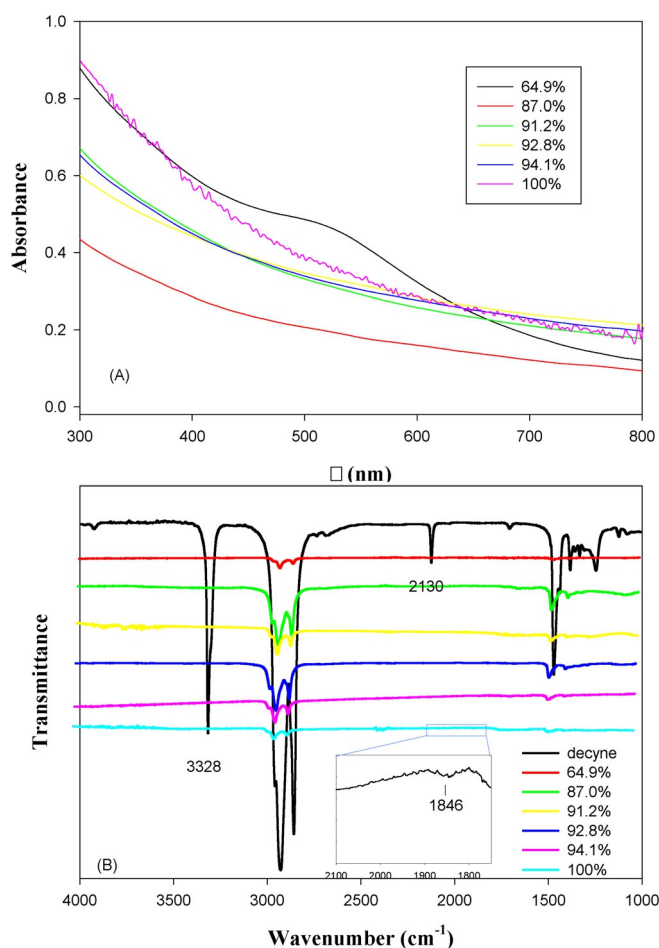 1.0
0.8
0.6
0.4
0.2
0.0
Absorbance
64.9%
87.0%
91.2%
92.8%
94.1%
100%
(A)
300 400 500 600 700 800
□ (nm)
Transmittance
2130
3328
1846
2100 2000 1900 1800
decyne
64.9%
87.0%
91.2%
92.8%
94.1%
100%
(B)
4000 3500 3000 2500 2000 1500 1000
Wavenumber (cm⁻¹)